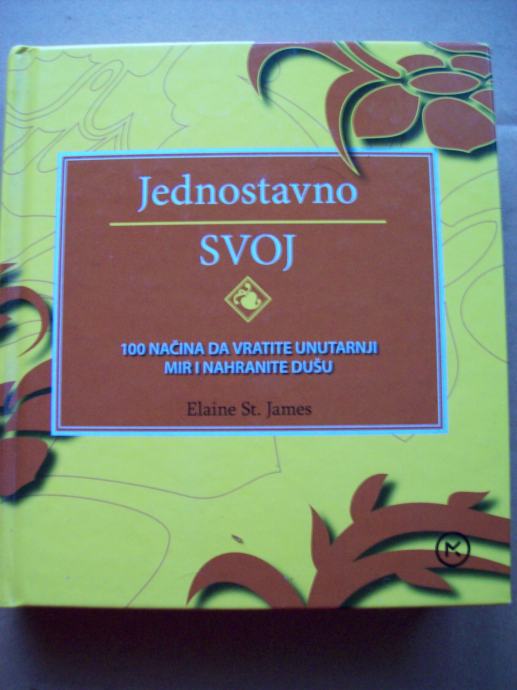 Jednostavno
SVOJ
100 NAČINA DA VRATITE UNUTARNJI
MIR I NAHRANITE DUŠU
Elaine St. James